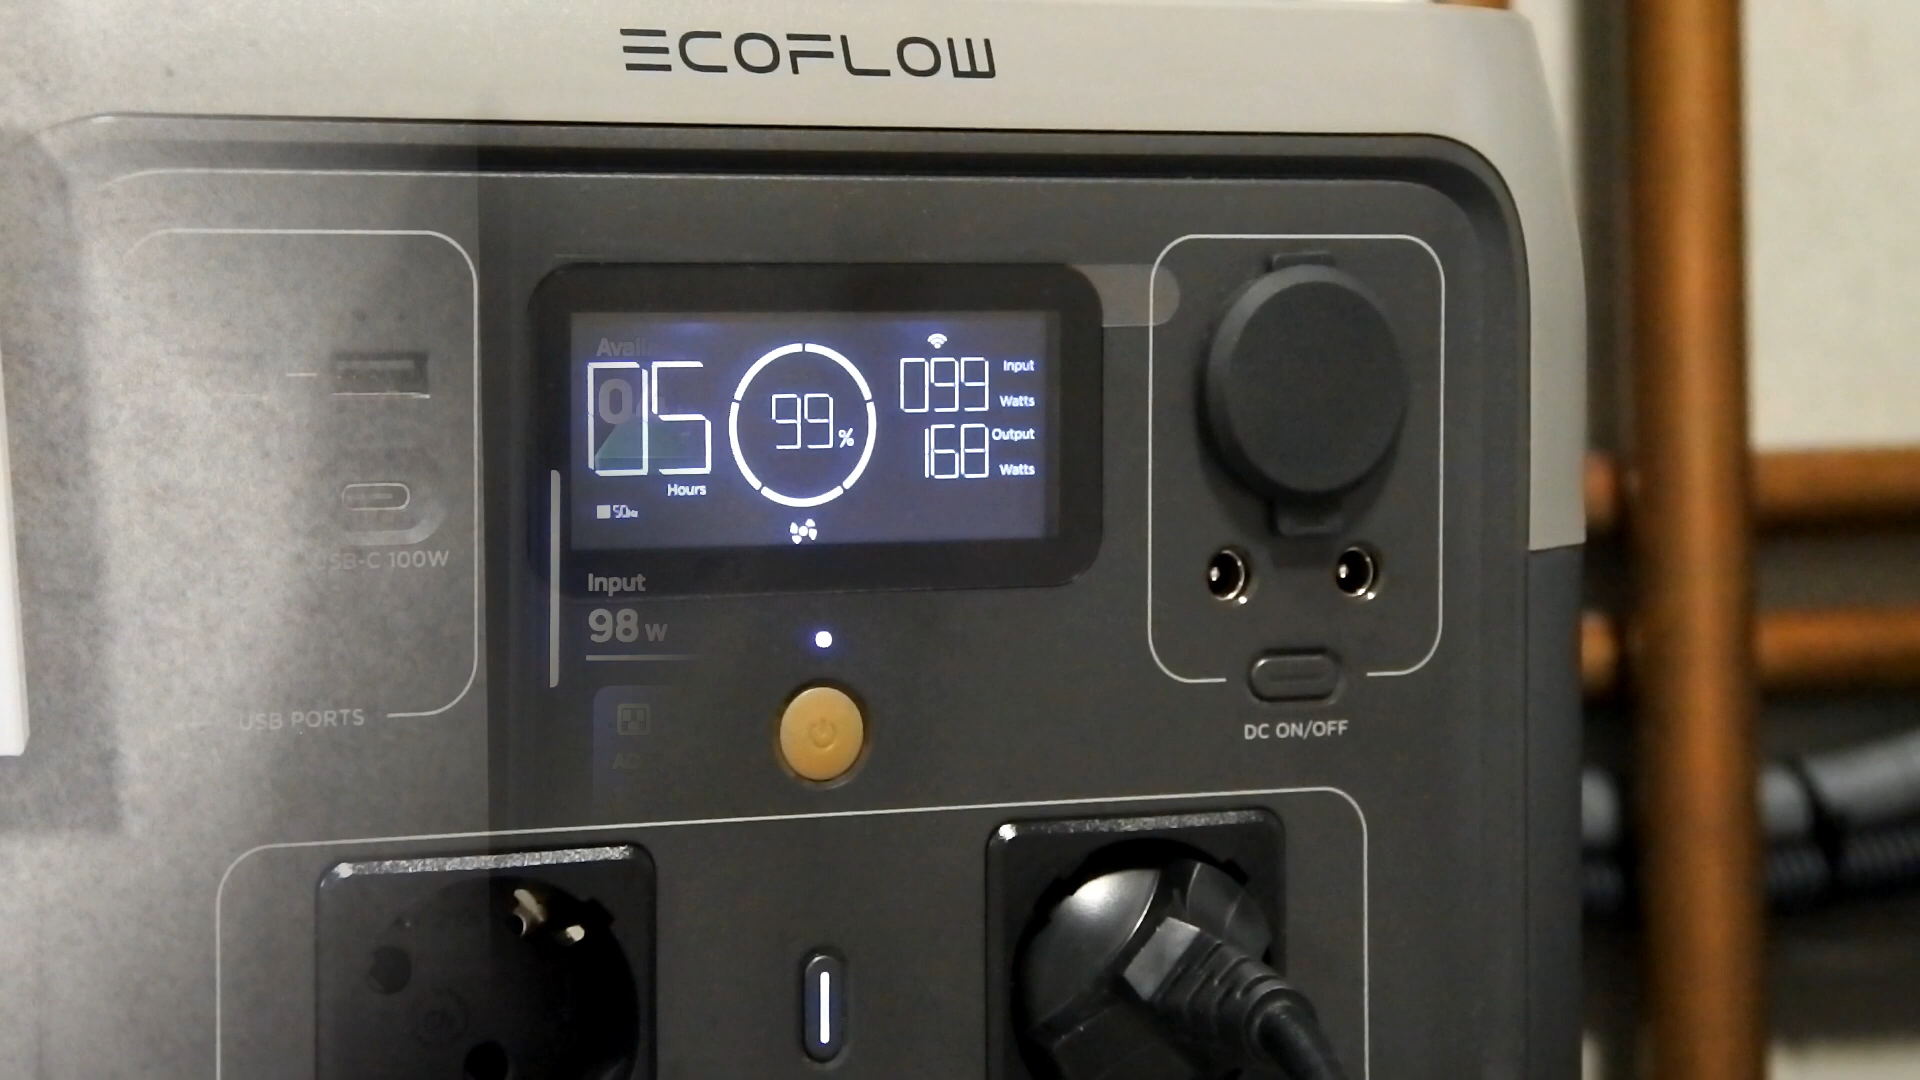 ECOFLOW
05
Hours
50Hz
99%
099 Input
Watts
168 Output
Watts
Input
98 W
USB-C 100W
USB PORTS
DC ON/OFF